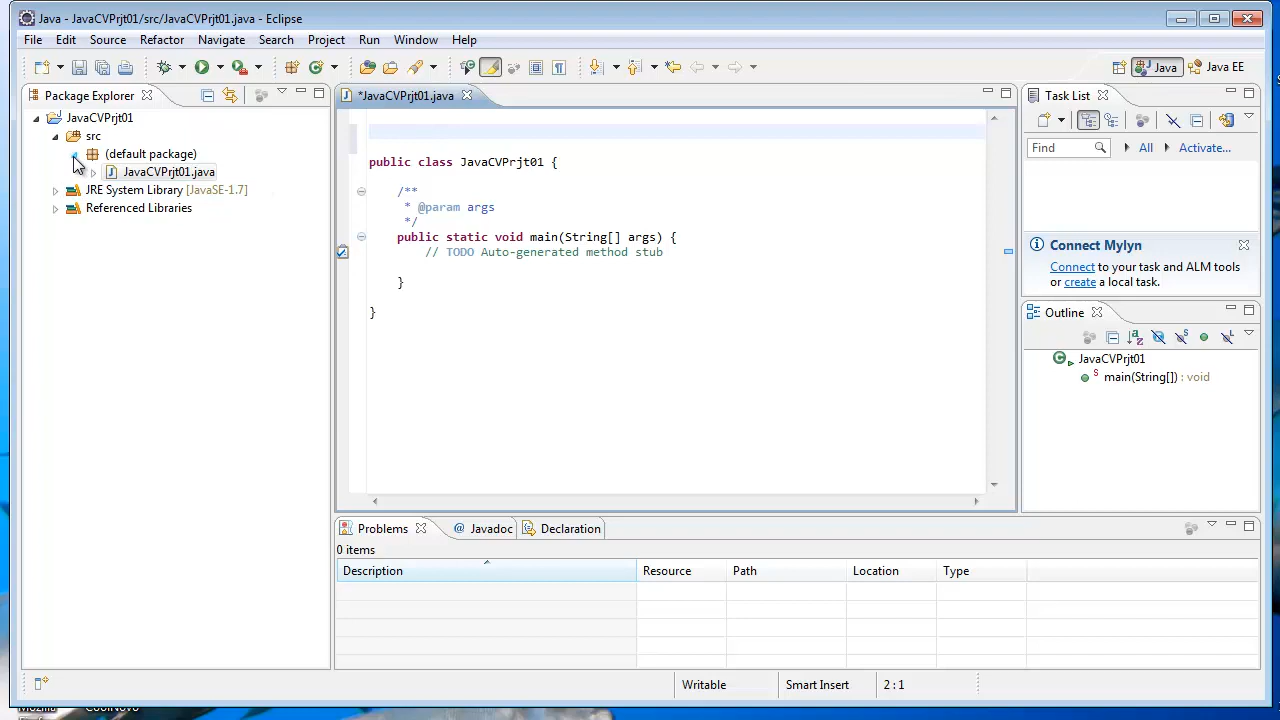 Java - JavaCVPrjt01/src/JavaCVPrjt01.java - Eclipse
File Edit Source Refactor Navigate Search Project Run Window Help
Java Java EE
Package Explorer
JavaCVPrjt01
src
(default package)
JavaCVPrjt01.java
JRE System Library [JavaSE-1.7]
Referenced Libraries
*JavaCVPrjt01.java
public class JavaCVPrjt01 {
/**
* @param args
*/
public static void main(String[] args) {
// TODO Auto-generated method stub
}
}
Task List
Find All Activate...
Connect Mylyn
Connect to your task and ALM tools
or create a local task.
Outline
JavaCVPrjt01
main(String[]) : void
Problems @ Javadoc Declaration
0 items
Description Resource Path Location Type
Writable Smart Insert 2 : 1
Mozilla CoolNovo